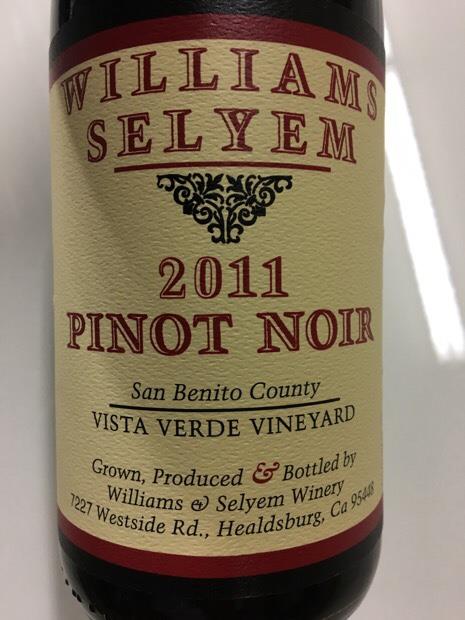 WILLIAMS
SELYEM
2011
PINOT NOIR
San Benito County
VISTA VERDE VINEYARD
Grown, Produced & Bottled by
Williams & Selyem Winery
7227 Westside Rd., Healdsburg, Ca 95448